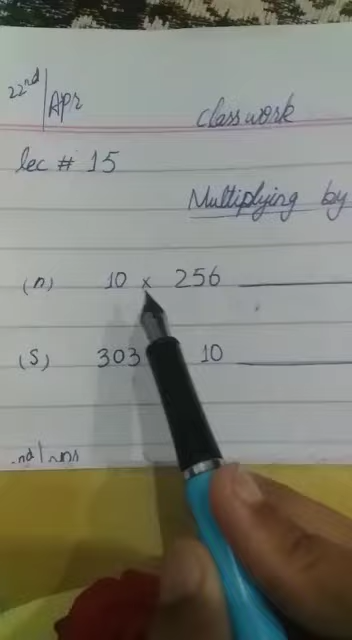 22nd | Apr
Classwork
lec # 15
Multiplying by
(n) 10 x 256
(S) 303 10